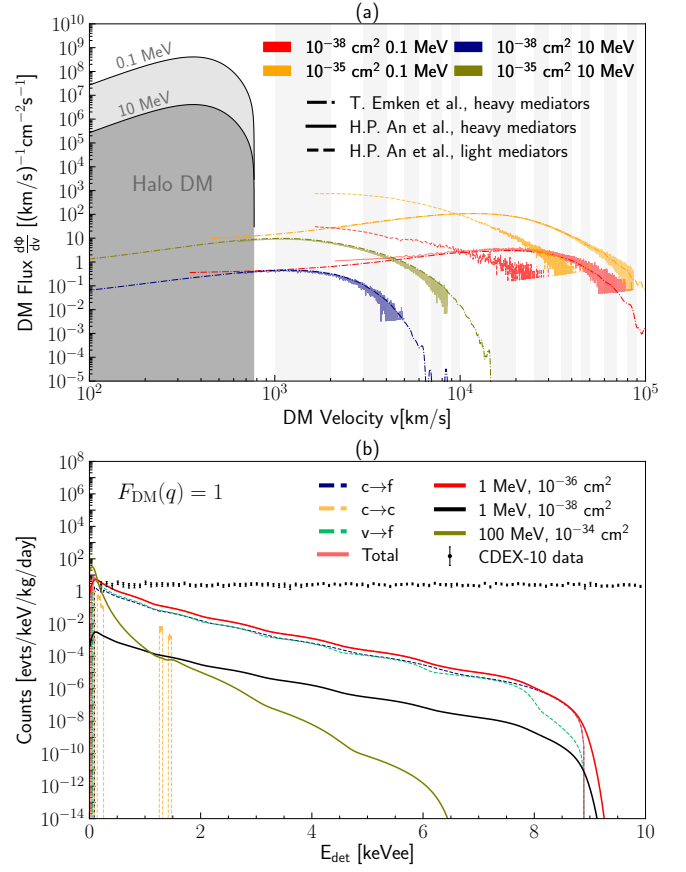 (a)
10^10
10^9
10^8
10^7
10^6
10^5
10^4
10^3
10^2
10
1
10^-1
10^-2
10^-3
10^-4
10^-5
DM Flux dΦ/dv [(km/s)^-1cm^-2s^-1]
0.1 MeV
10 MeV
Halo DM
10^-38 cm^2 0.1 MeV
10^-38 cm^2 10 MeV
10^-35 cm^2 0.1 MeV
10^-35 cm^2 10 MeV
T. Emken et al., heavy mediators
H.P. An et al., heavy mediators
H.P. An et al., light mediators
10^2 10^3 10^4 10^5
DM Velocity v[km/s]
(b)
10^8
10^6
10^4
10^2
1
10^-2
10^-4
10^-6
10^-8
10^-10
10^-12
10^-14
Counts [evts/keV/kg/day]
F_DM(q) = 1
c→f
c→c
v→f
Total
1 MeV, 10^-36 cm^2
1 MeV, 10^-38 cm^2
100 MeV, 10^-34 cm^2
CDEX-10 data
0 2 4 6 8 10
E_det [keVee]